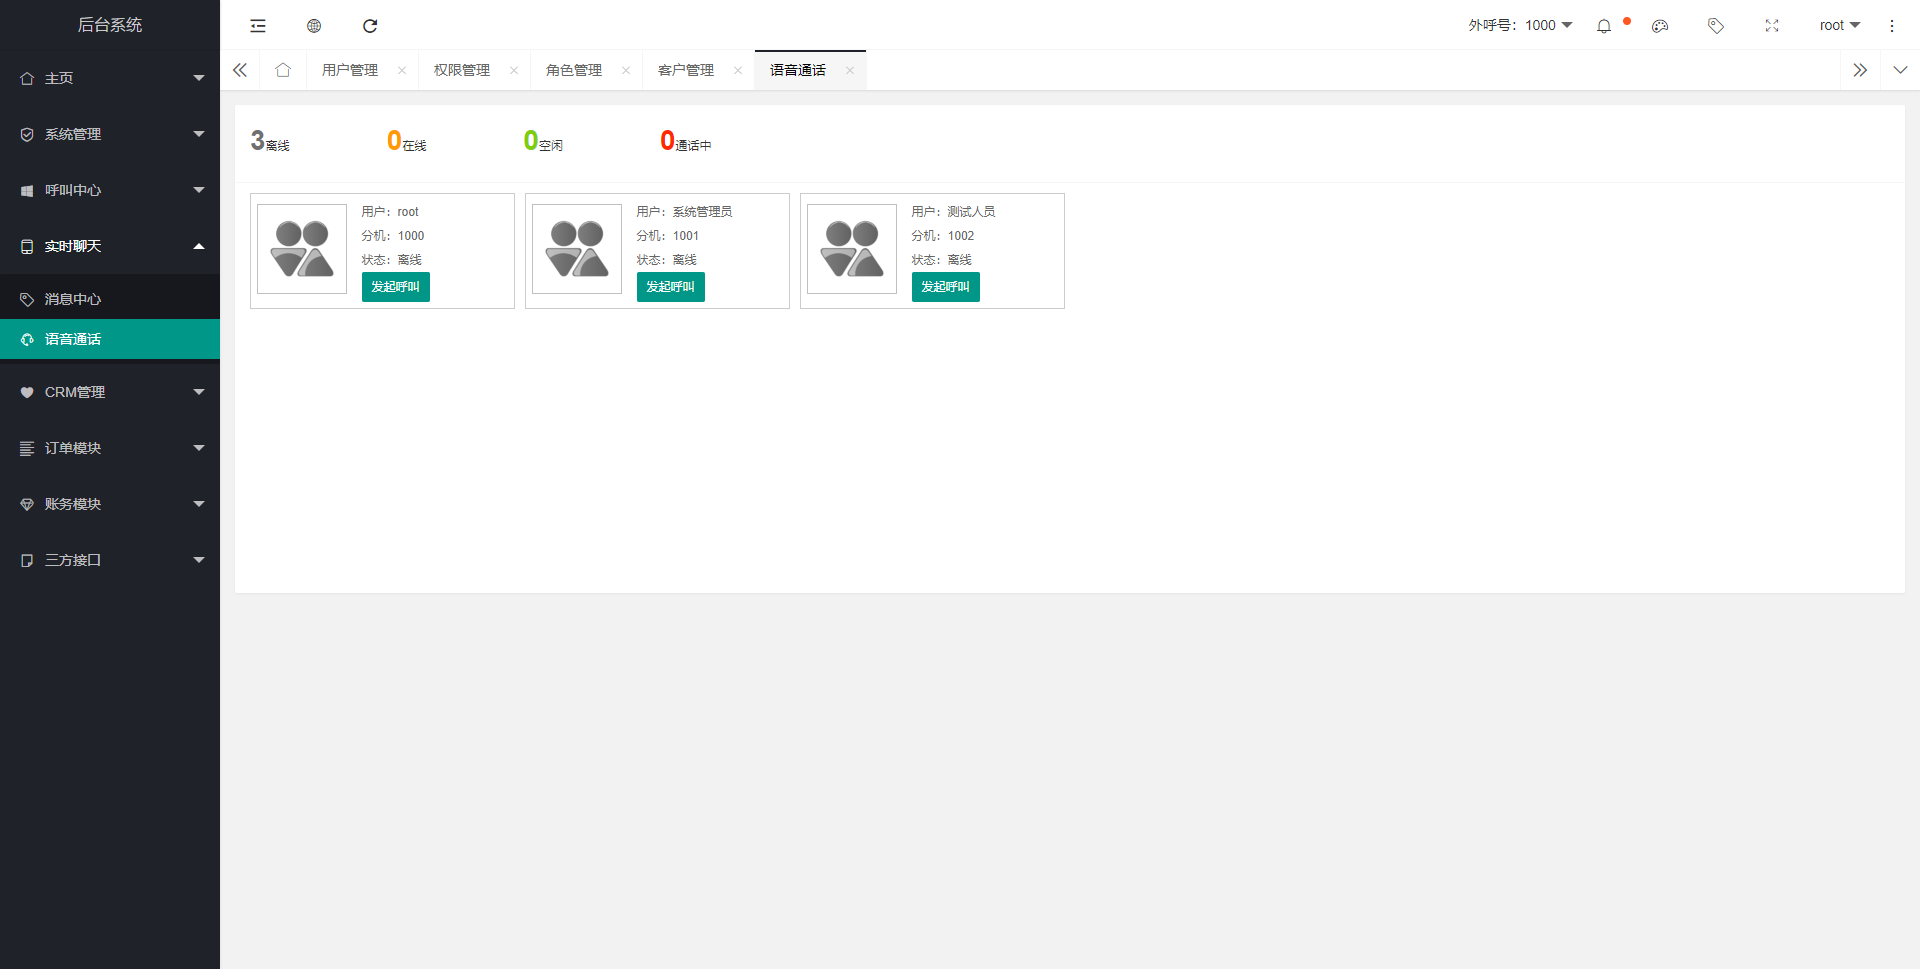 后台系统
外呼号：1000
root
主页
系统管理
呼叫中心
实时聊天
消息中心
语音通话
CRM管理
订单模块
账务模块
三方接口
用户管理
权限管理
角色管理
客户管理
语音通话
3离线
0在线
0空闲
0通话中
用户：root
分机：1000
状态：离线
发起呼叫
用户：系统管理员
分机：1001
状态：离线
发起呼叫
用户：测试人员
分机：1002
状态：离线
发起呼叫